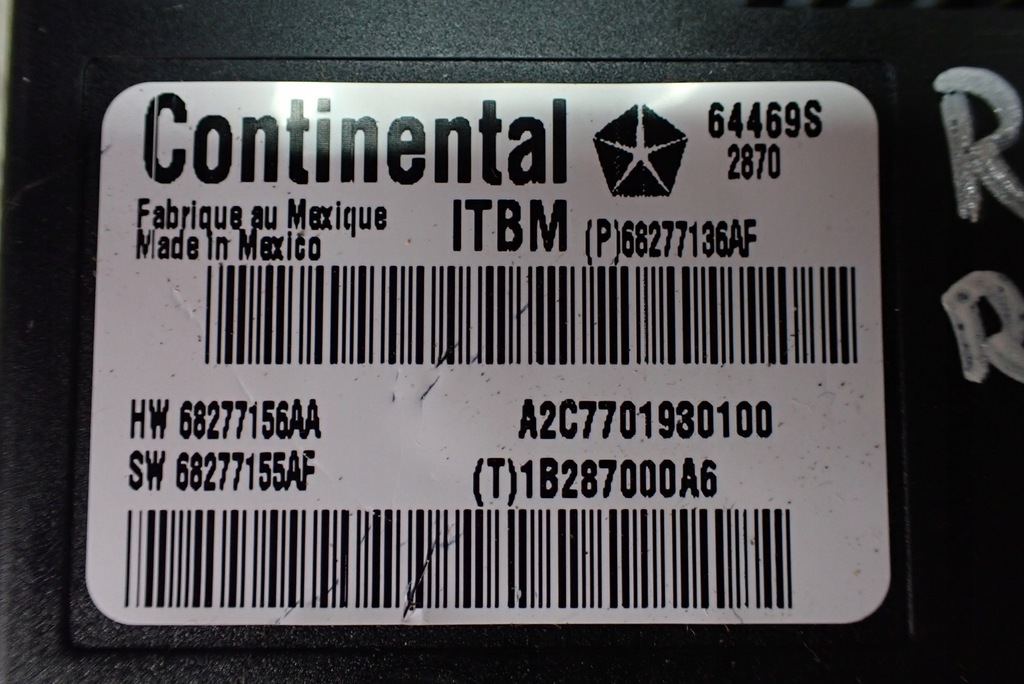 Continental
64469S
2870
Fabrique au Mexique
Made in Mexico
ITBM (P)68277136AF
HW 68277156AA
SW 68277155AF
A2C7701930100
(T)1B287000A6
R
R